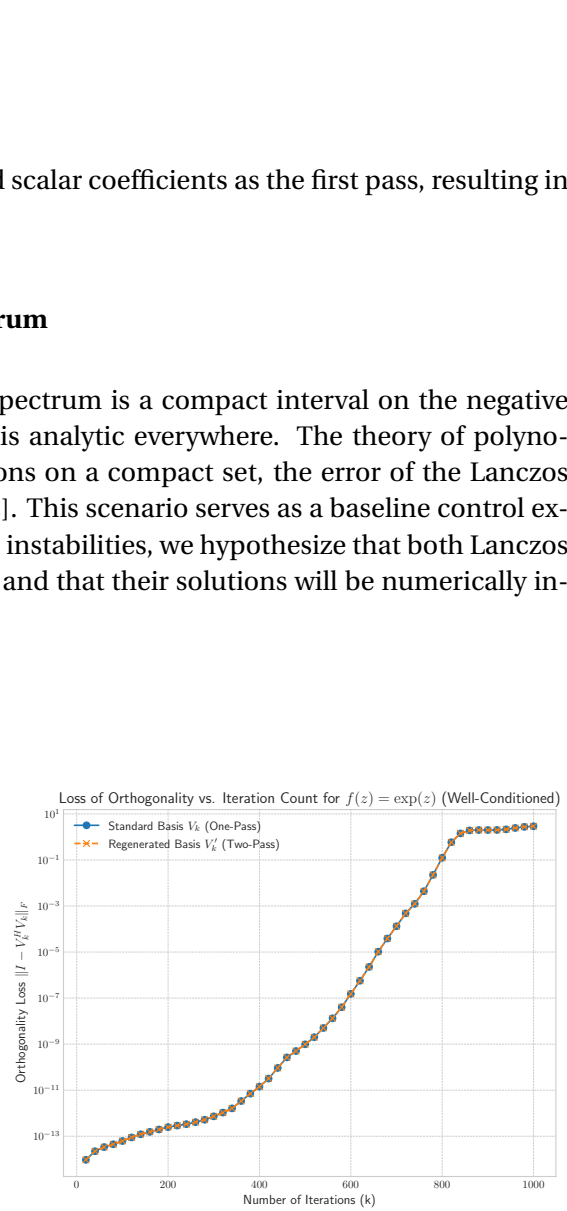 scalar coefficients as the first pass, resulting in
rum
pectrum is a compact interval on the negative
is analytic everywhere. The theory of polyno-
ons on a compact set, the error of the Lanczos
]. This scenario serves as a baseline control ex-
instabilities, we hypothesize that both Lanczos
and that their solutions will be numerically in-
Loss of Orthogonality vs. Iteration Count for f(z) = exp(z) (Well-Conditioned)
Standard Basis V_k (One-Pass)
Regenerated Basis V'_k (Two-Pass)
Orthogonality Loss ‖I − V_k^H V_k‖_F
10^1
10^−1
10^−3
10^−5
10^−7
10^−9
10^−11
10^−13
0 200 400 600 800 1000
Number of Iterations (k)